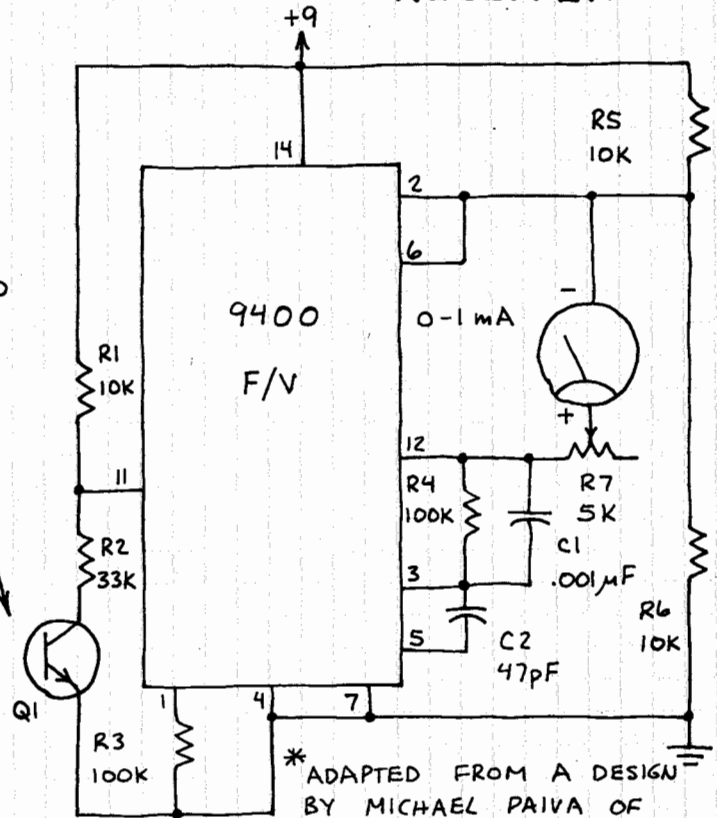 +9
14
R5
10K
2
6
9400
F/V
0-1 mA
-
+
R1
10K
11
12
R4
100K
R7
5K
C1
.001µF
R2
33K
3
5
C2
47pF
R6
10K
Q1
1
4
7
R3
100K
*ADAPTED FROM A DESIGN
BY MICHAEL PAIVA OF